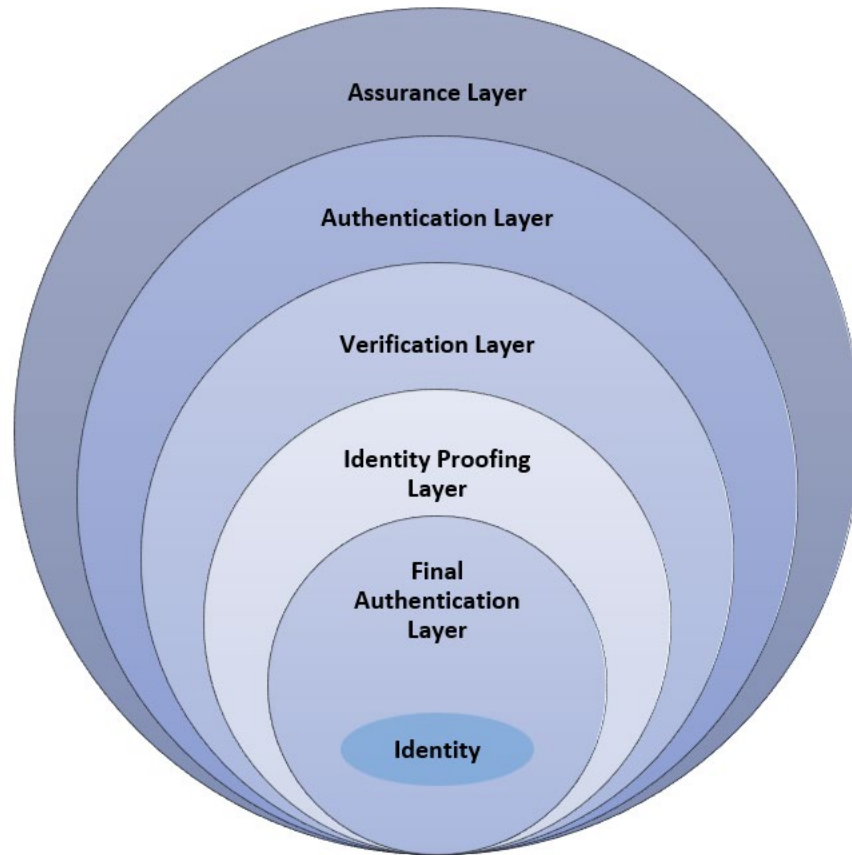 Assurance Layer
Authentication Layer
Verification Layer
Identity Proofing
Layer
Final
Authentication
Layer
Identity